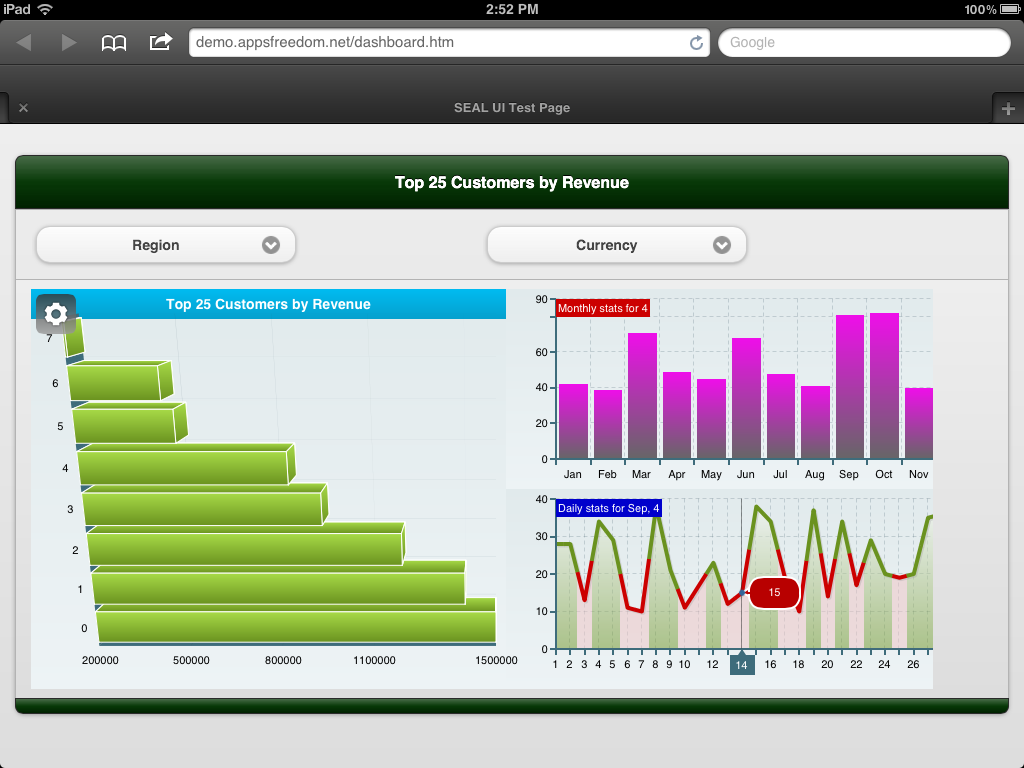 iPad 2:52 PM 100%
demo.appsfreedom.net/dashboard.htm Google
SEAL UI Test Page
Top 25 Customers by Revenue
Region Currency
Top 25 Customers by Revenue
7
6
5
4
3
2
1
0
200000 500000 800000 1100000 1500000
Monthly stats for 4
90
60
40
20
0
Jan Feb Mar Apr May Jun Jul Aug Sep Oct Nov
Daily stats for Sep, 4
40
30
20
10
0
15
1 2 3 4 5 6 7 8 9 10 12 14 16 18 20 22 24 26